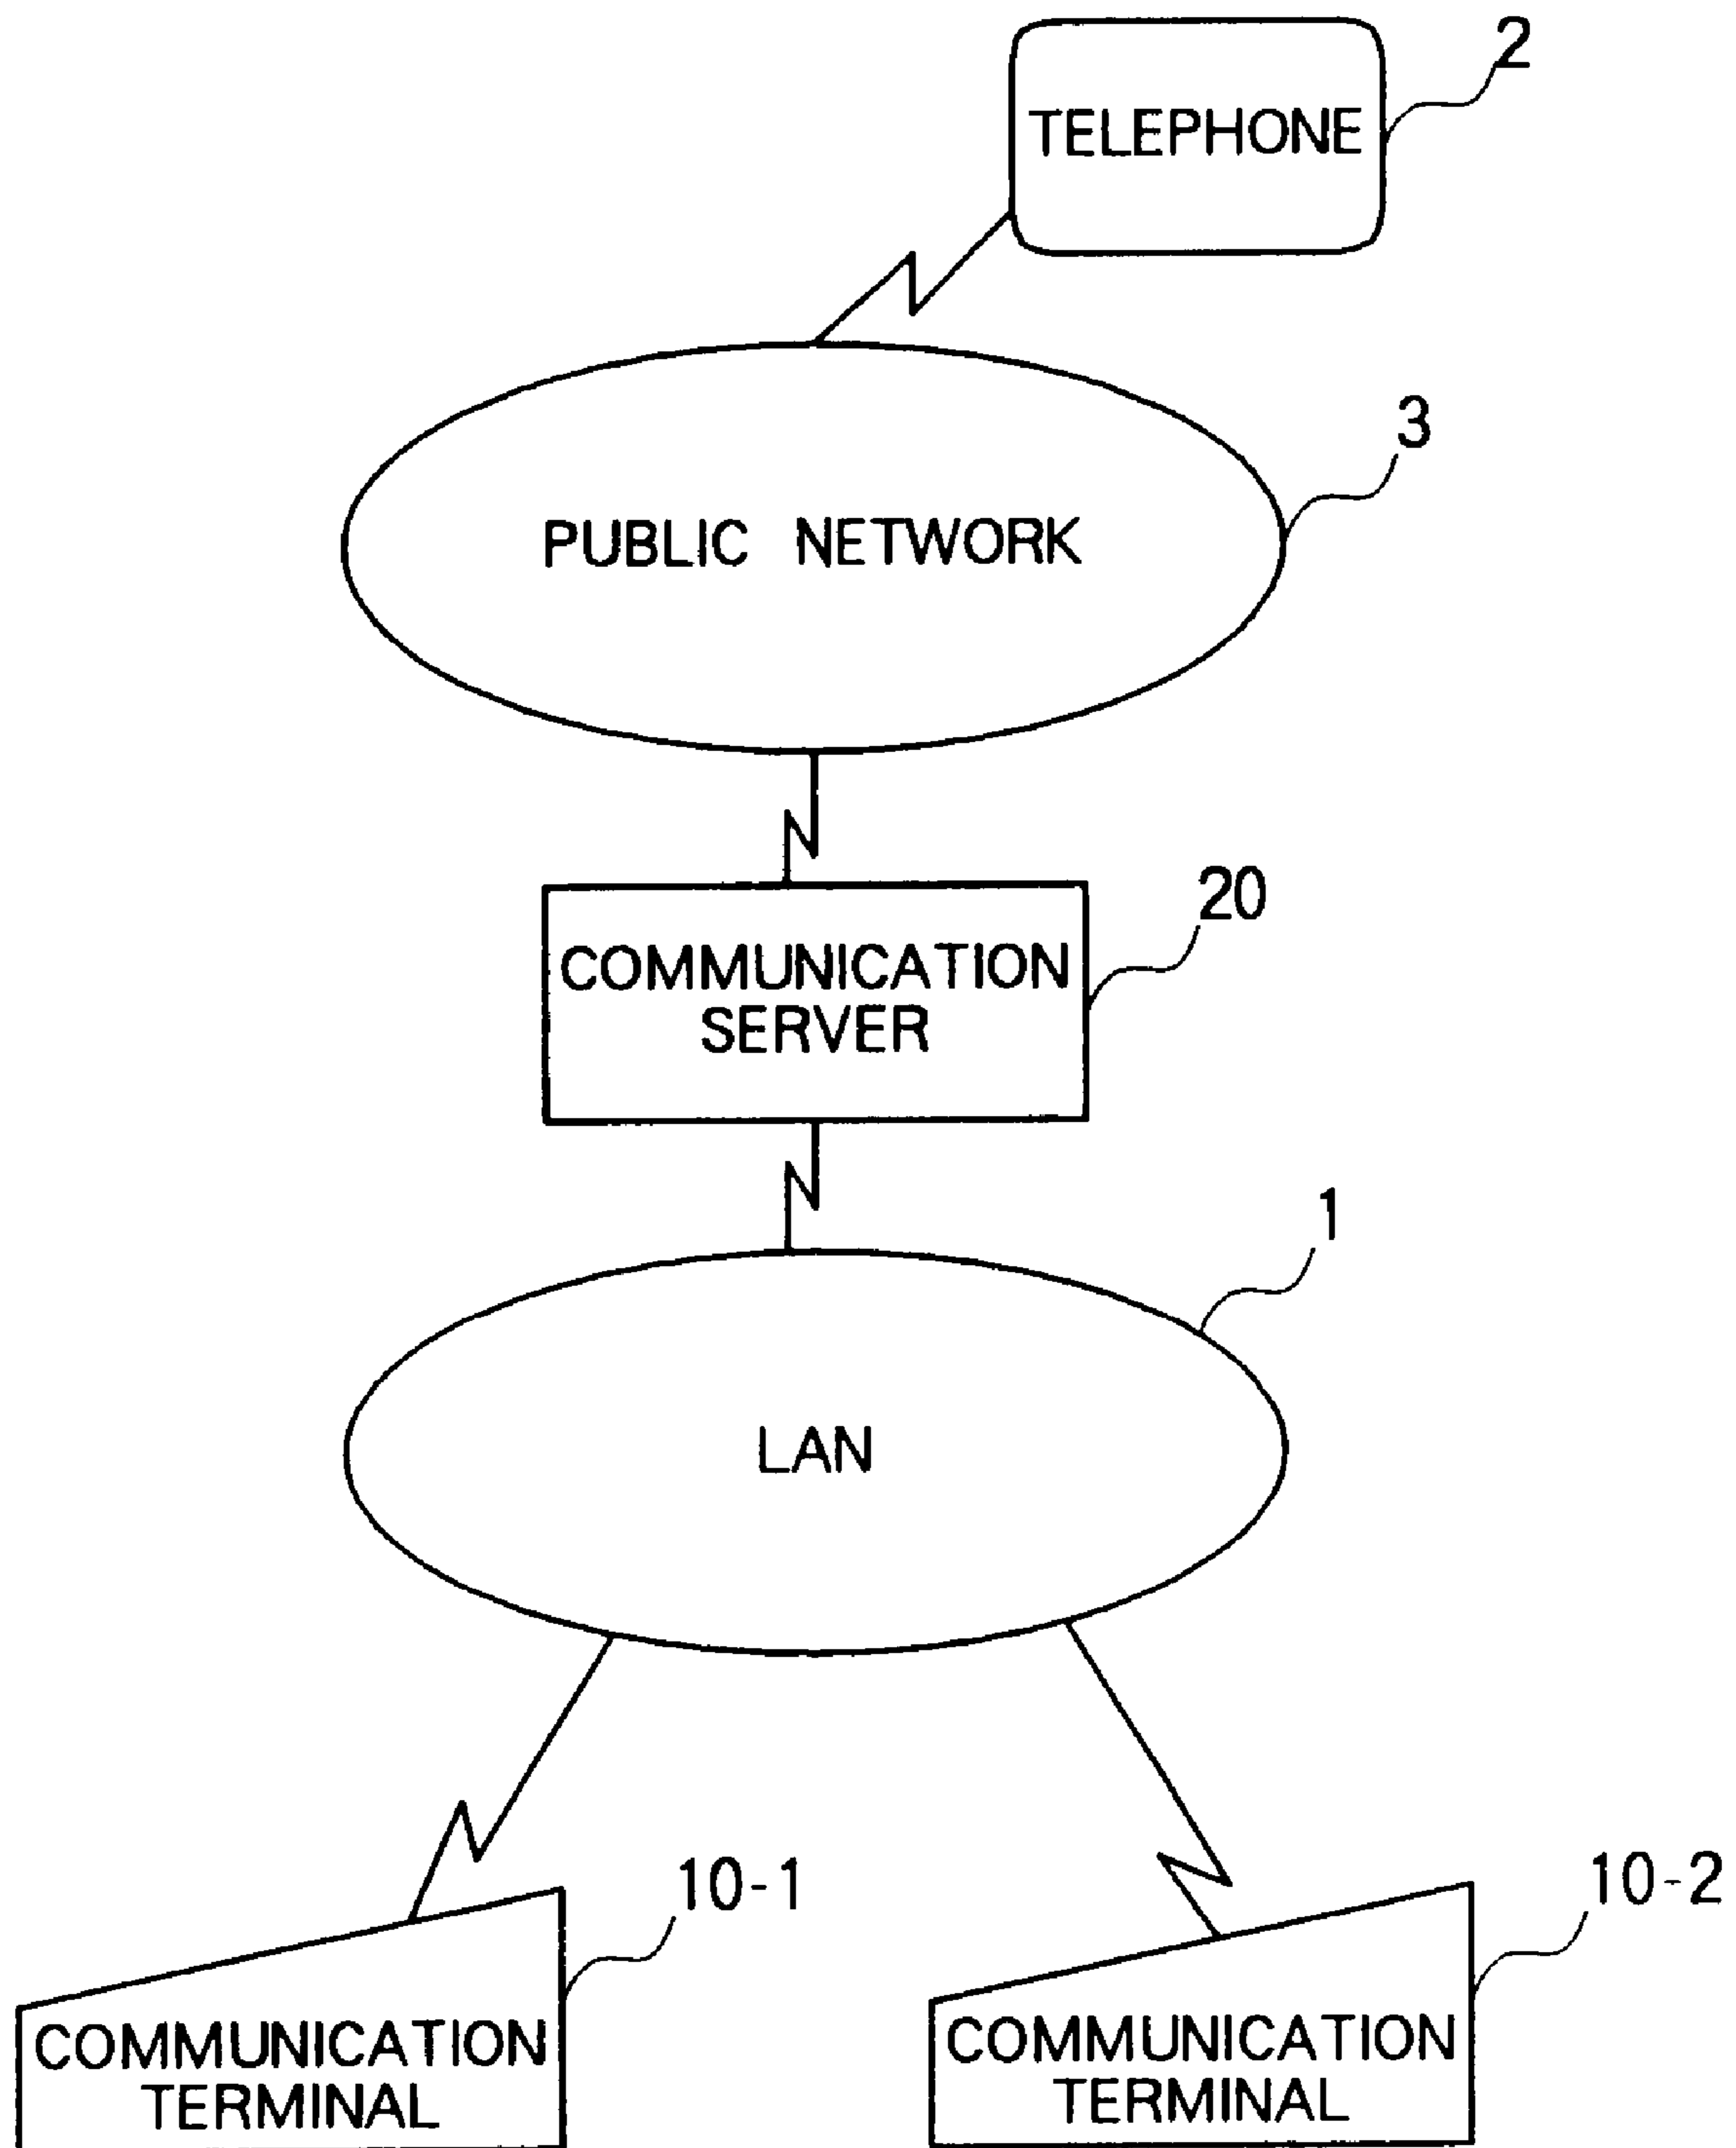 2
TELEPHONE
3
PUBLIC NETWORK
20
COMMUNICATION
SERVER
1
LAN
10-1
COMMUNICATION
TERMINAL
10-2
COMMUNICATION
TERMINAL